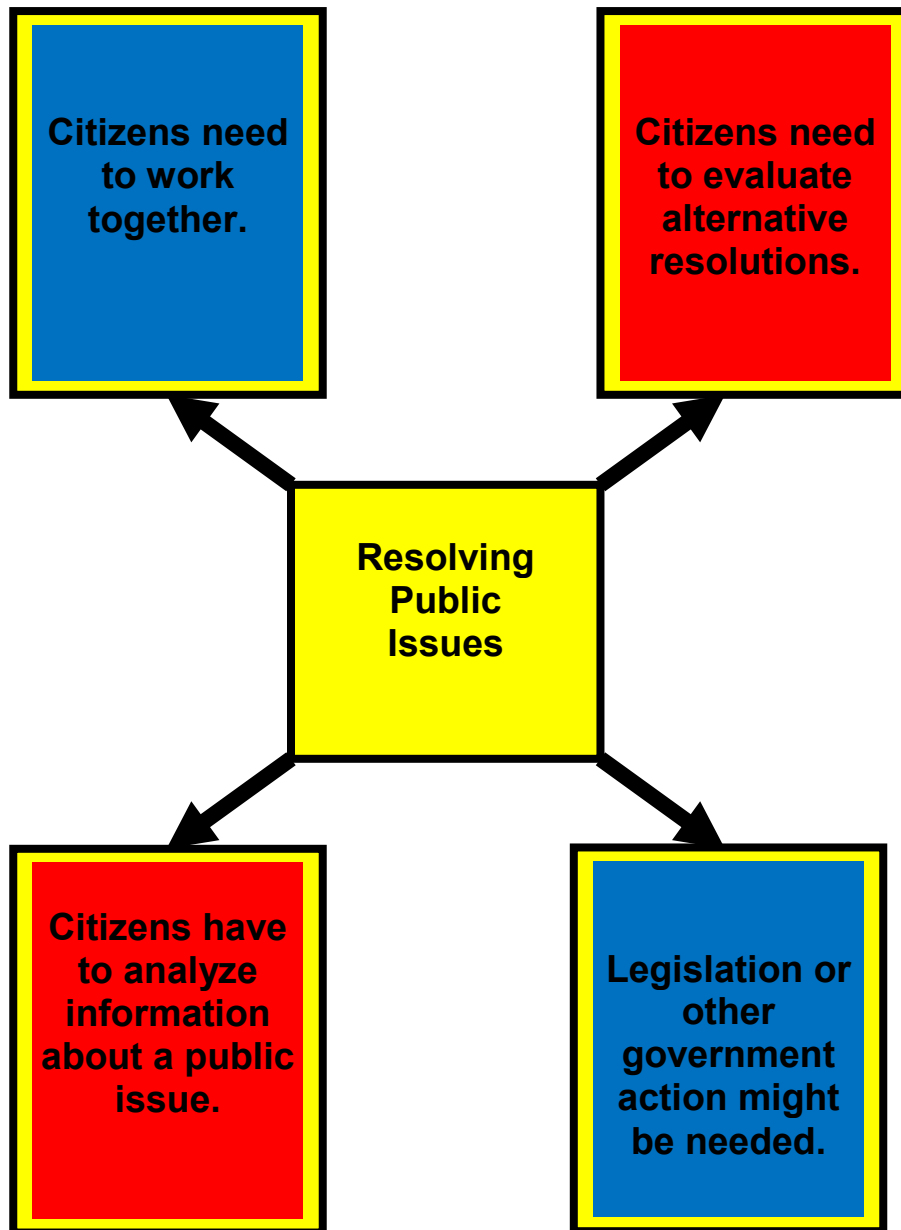 Citizens need
to work
together.
Citizens need
to evaluate
alternative
resolutions.
Resolving
Public
Issues
Citizens have
to analyze
information
about a public
issue.
Legislation or
other
government
action might
be needed.